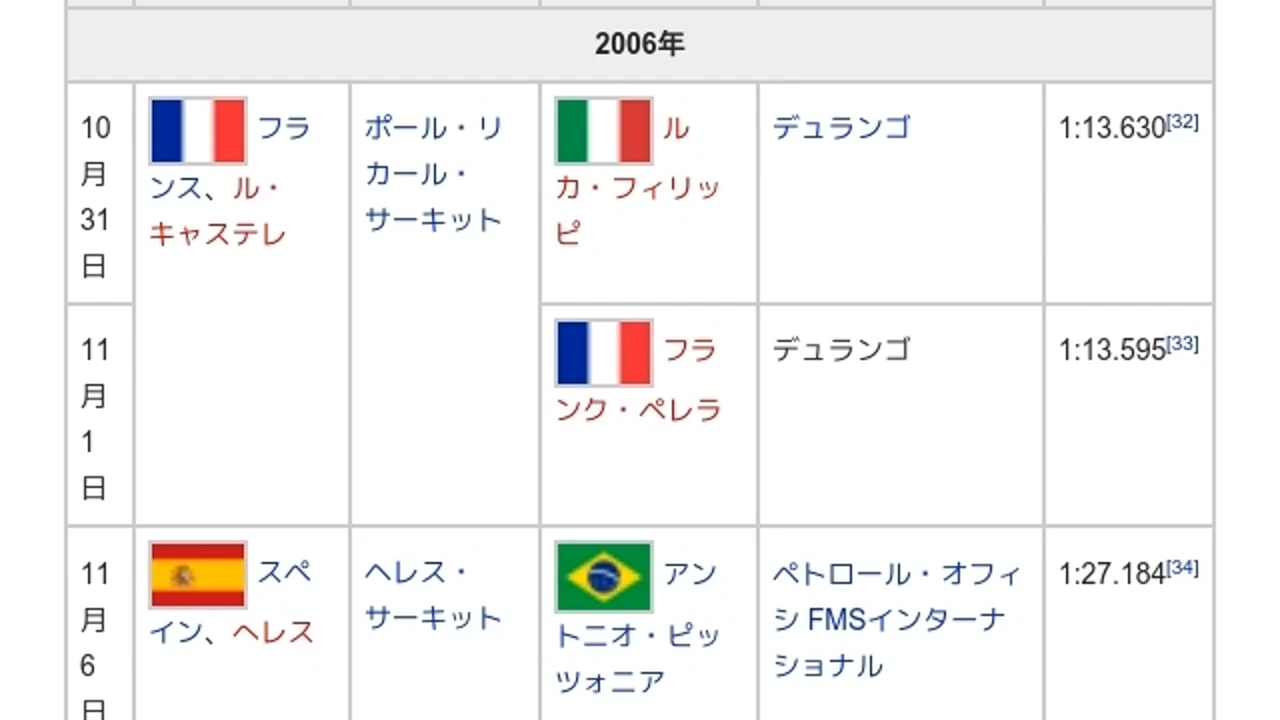 2006年
10
月
31
日
フラ
ンス、ル・
キャステレ
ポール・リ
カール・
サーキット
ル
カ・フィリッ
ピ
デュランゴ
1:13.630[32]
11
月
1
日
フラ
ンク・ペレラ
デュランゴ
1:13.595[33]
11
月
6
日
スペ
イン、ヘレス
ヘレス・
サーキット
アン
トニオ・ピッ
ツォニア
ペトロール・オフィ
シ FMSインターナ
ショナル
1:27.184[34]